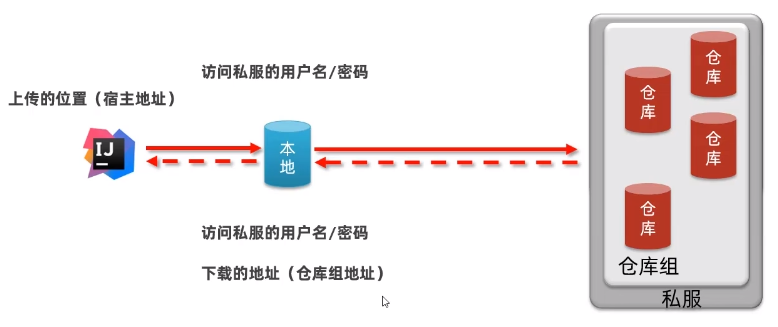 访问私服的用户名/密码
上传的位置（宿主地址）
IJ
本地
仓库
仓库
仓库
仓库
访问私服的用户名/密码
下载的地址（仓库组地址）
仓库组
私服